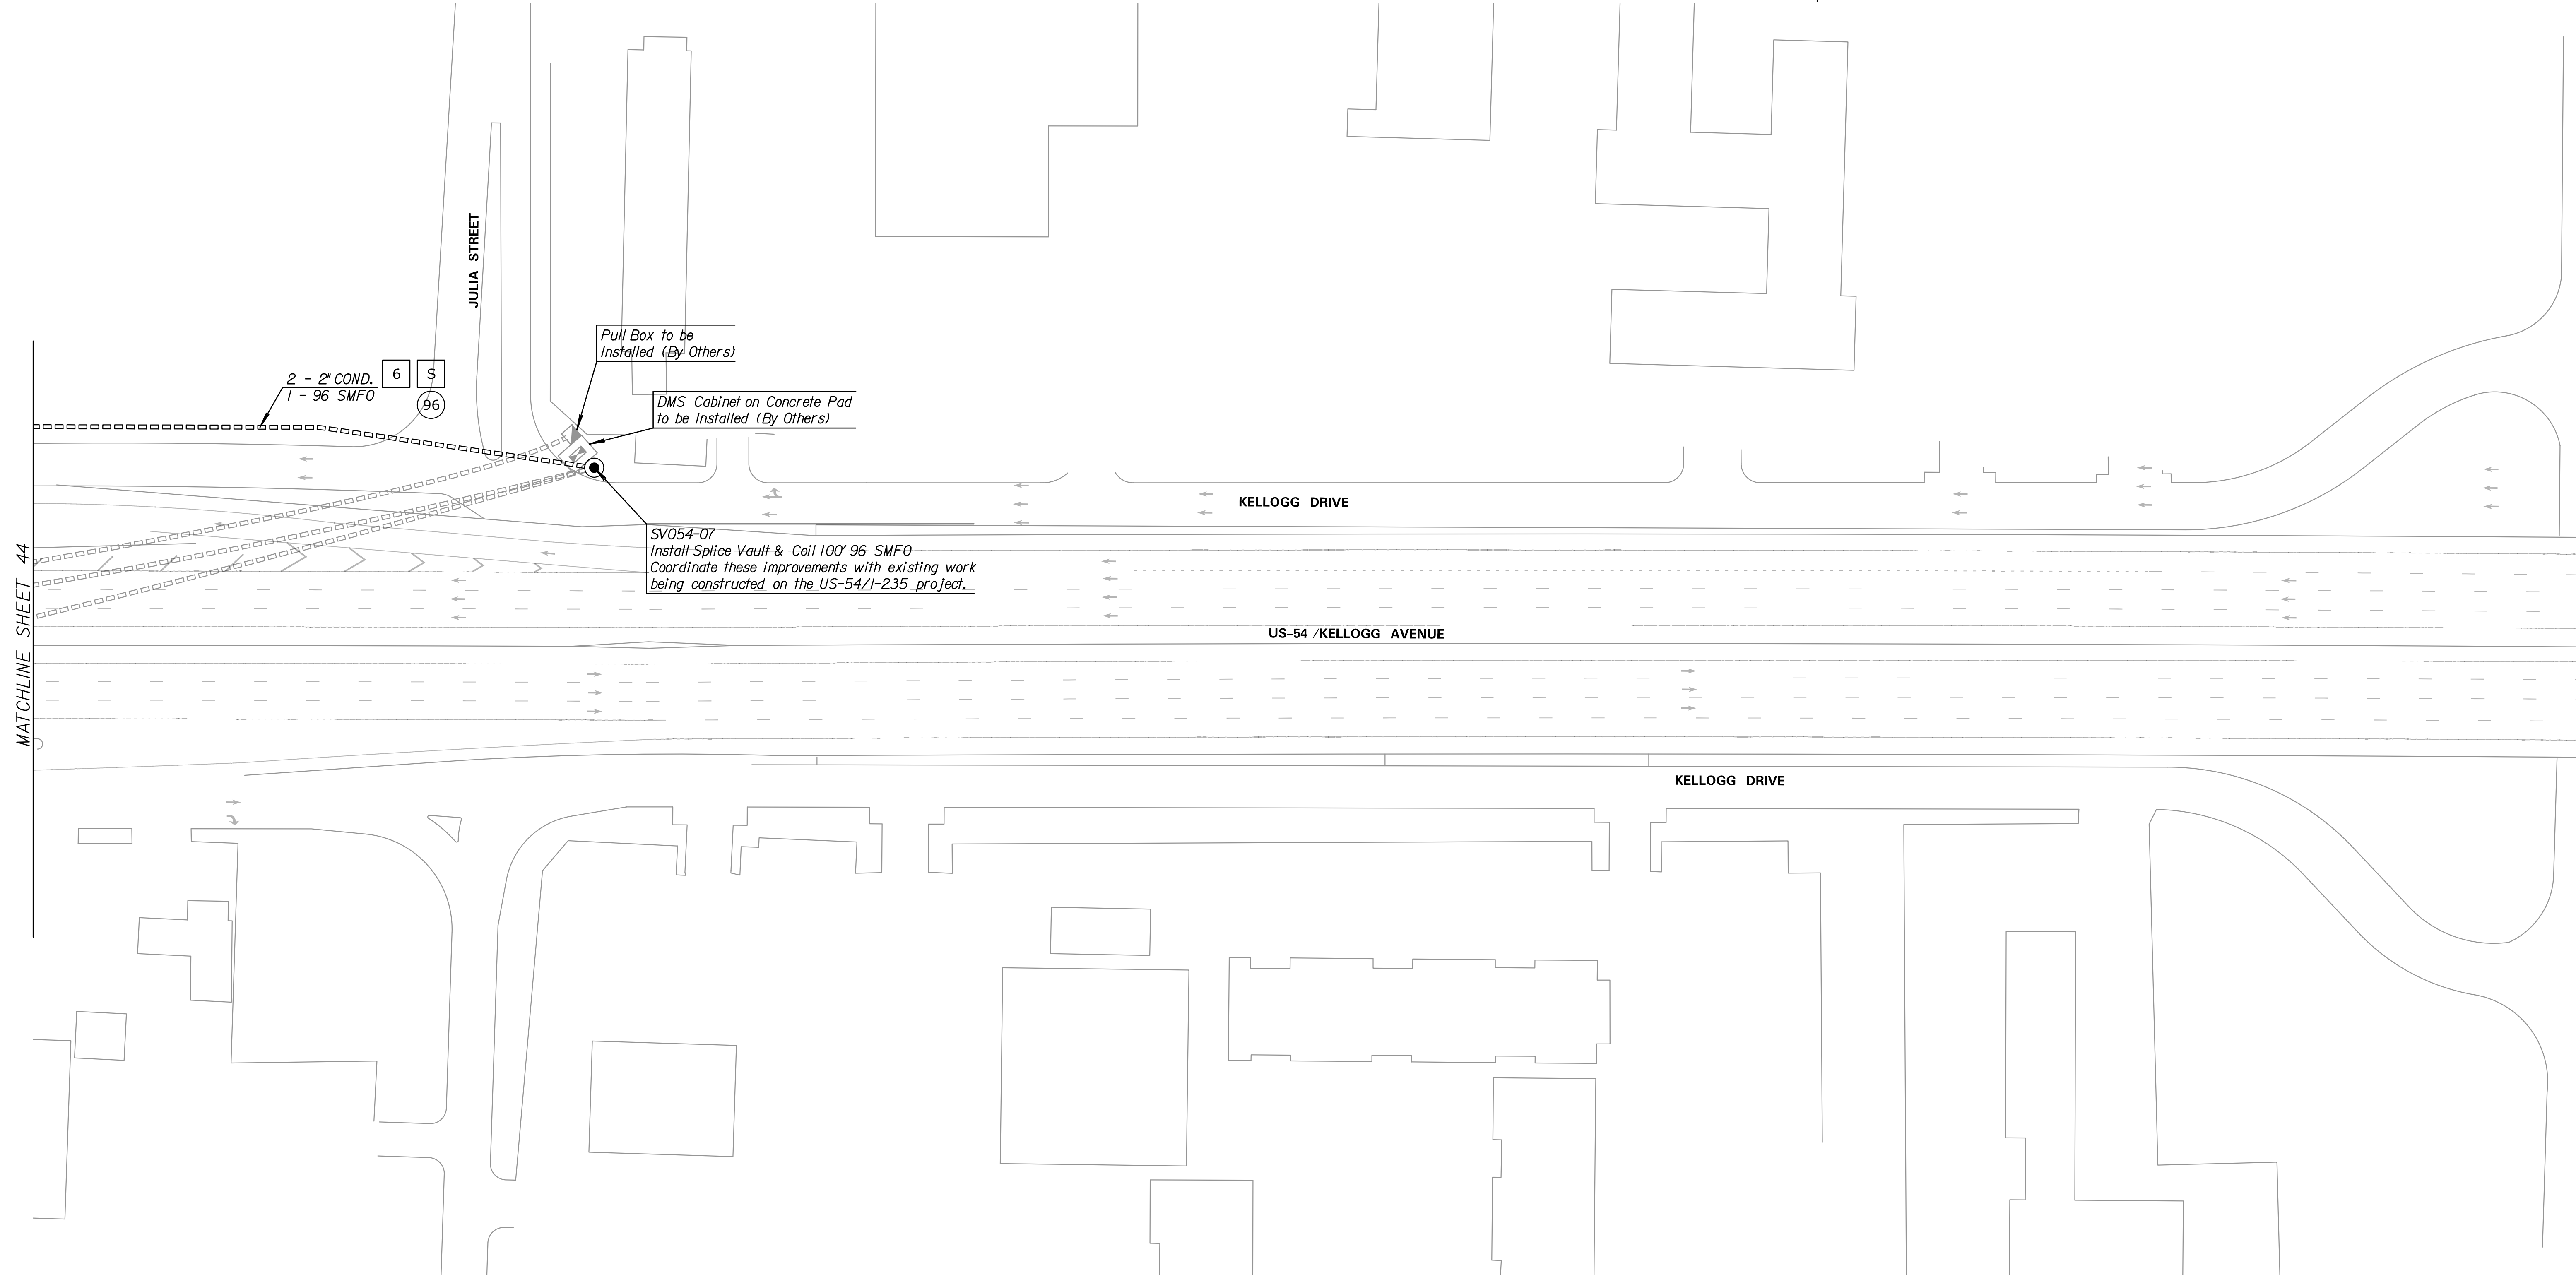 JULIA STREET
Pull Box to be
Installed (By Others)
2 - 2" COND.
1 - 96 SMFO
6
S
96
DMS Cabinet on Concrete Pad
to be Installed (By Others)
KELLOGG DRIVE
SV054-07
Install Splice Vault & Coil 100' 96 SMFO
Coordinate these improvements with existing work
being constructed on the US-54/I-235 project.
MATCHLINE SHEET 44
US-54 /KELLOGG AVENUE
KELLOGG DRIVE